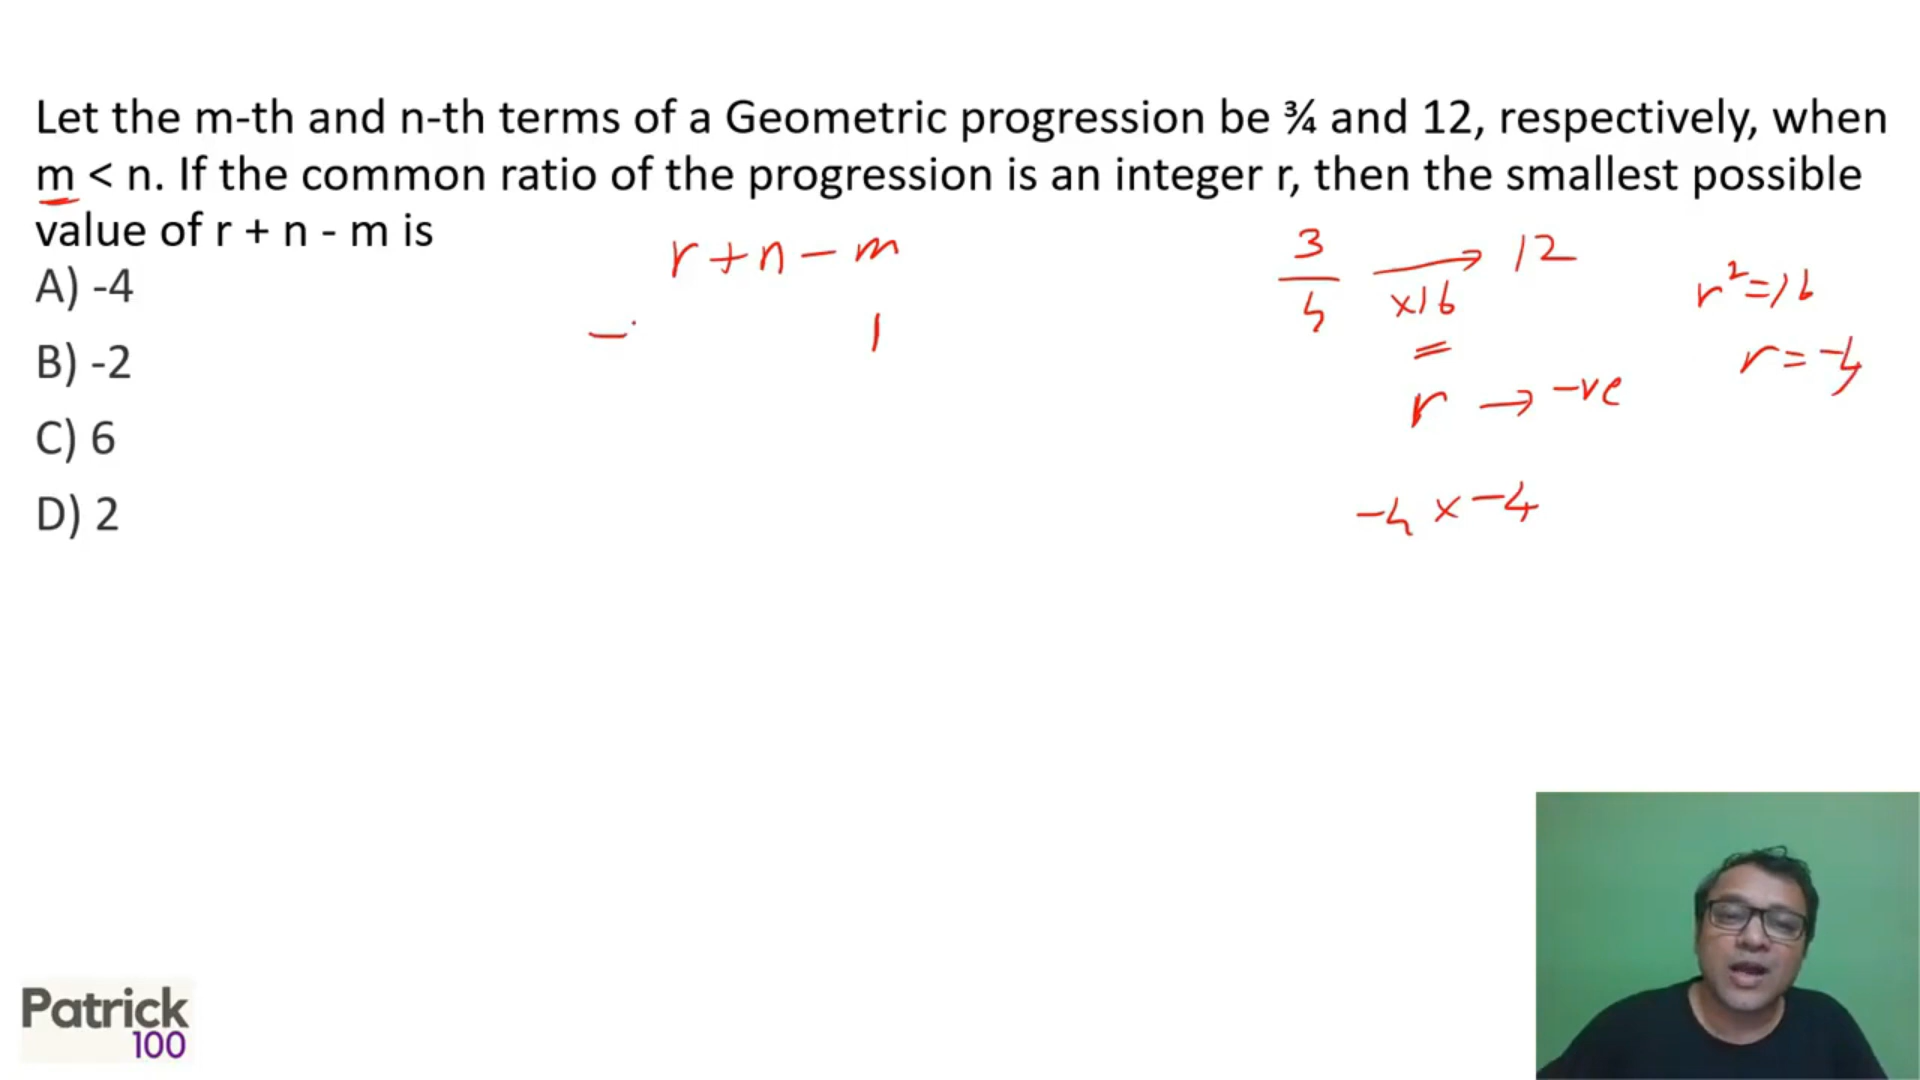 Let the m-th and n-th terms of a Geometric progression be ¾ and 12, respectively, when
m < n. If the common ratio of the progression is an integer r, then the smallest possible
value of r + n - m is
A) -4
B) -2
C) 6
D) 2
r + n - m
- 1
3/4 → 12
×16
=
r → -ve
-4 × -4
r² = 16
r = -4
Patrick
100